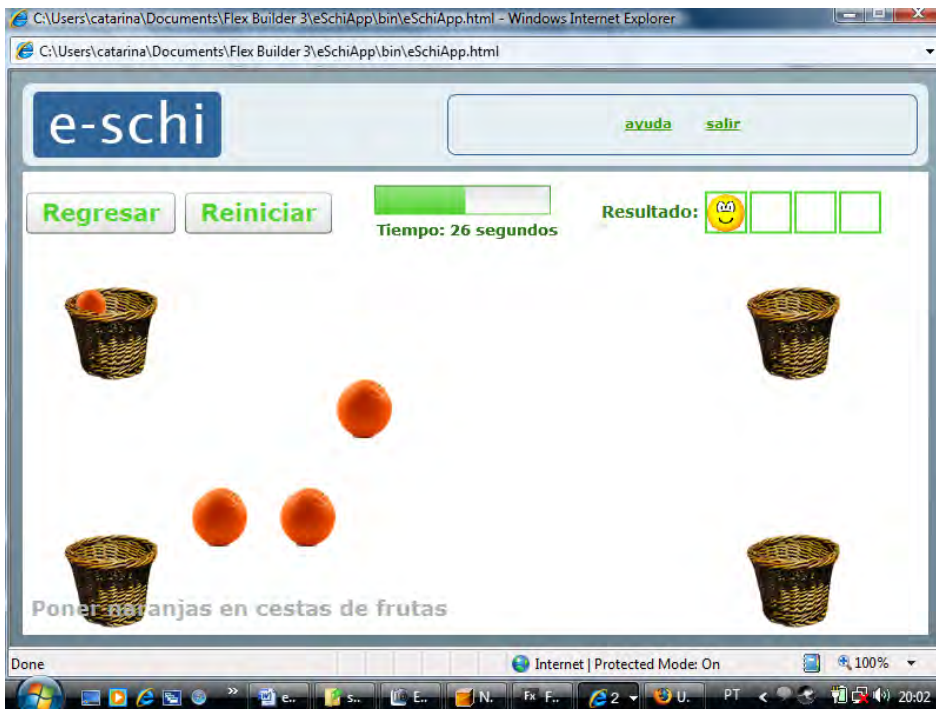 C:\Users\catarina\Documents\Flex Builder 3\eSchiApp\bin\eSchiApp.html - Windows Internet Explorer
C:\Users\catarina\Documents\Flex Builder 3\eSchiApp\bin\eSchiApp.html
e-schi
ayuda salir
Regresar Reiniciar
Resultado:
Tiempo: 26 segundos
Poner naranjas en cestas de frutas
Done Internet | Protected Mode: On 100%
e.. s.. E.. N. Fx F.. 2 U. PT 20:02